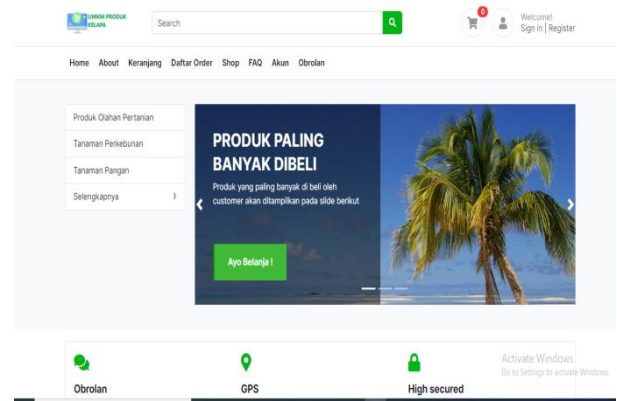 UMKM PRODUK
KELAPA
Search
0
Welcome!
Sign in | Register
Home About Keranjang Daftar Order Shop FAQ Akun Obrolan
Produk Olahan Pertanian
Tanaman Perkebunan
Tanaman Pangan
Selengkapnya
PRODUK PALING
BANYAK DIBELI
Produk yang paling banyak di beli oleh
customer akan ditampilkan pada slide berikut
Ayo Belanja !
Obrolan
GPS
High secured
Activate Windows
Go to Settings to activate Windows.